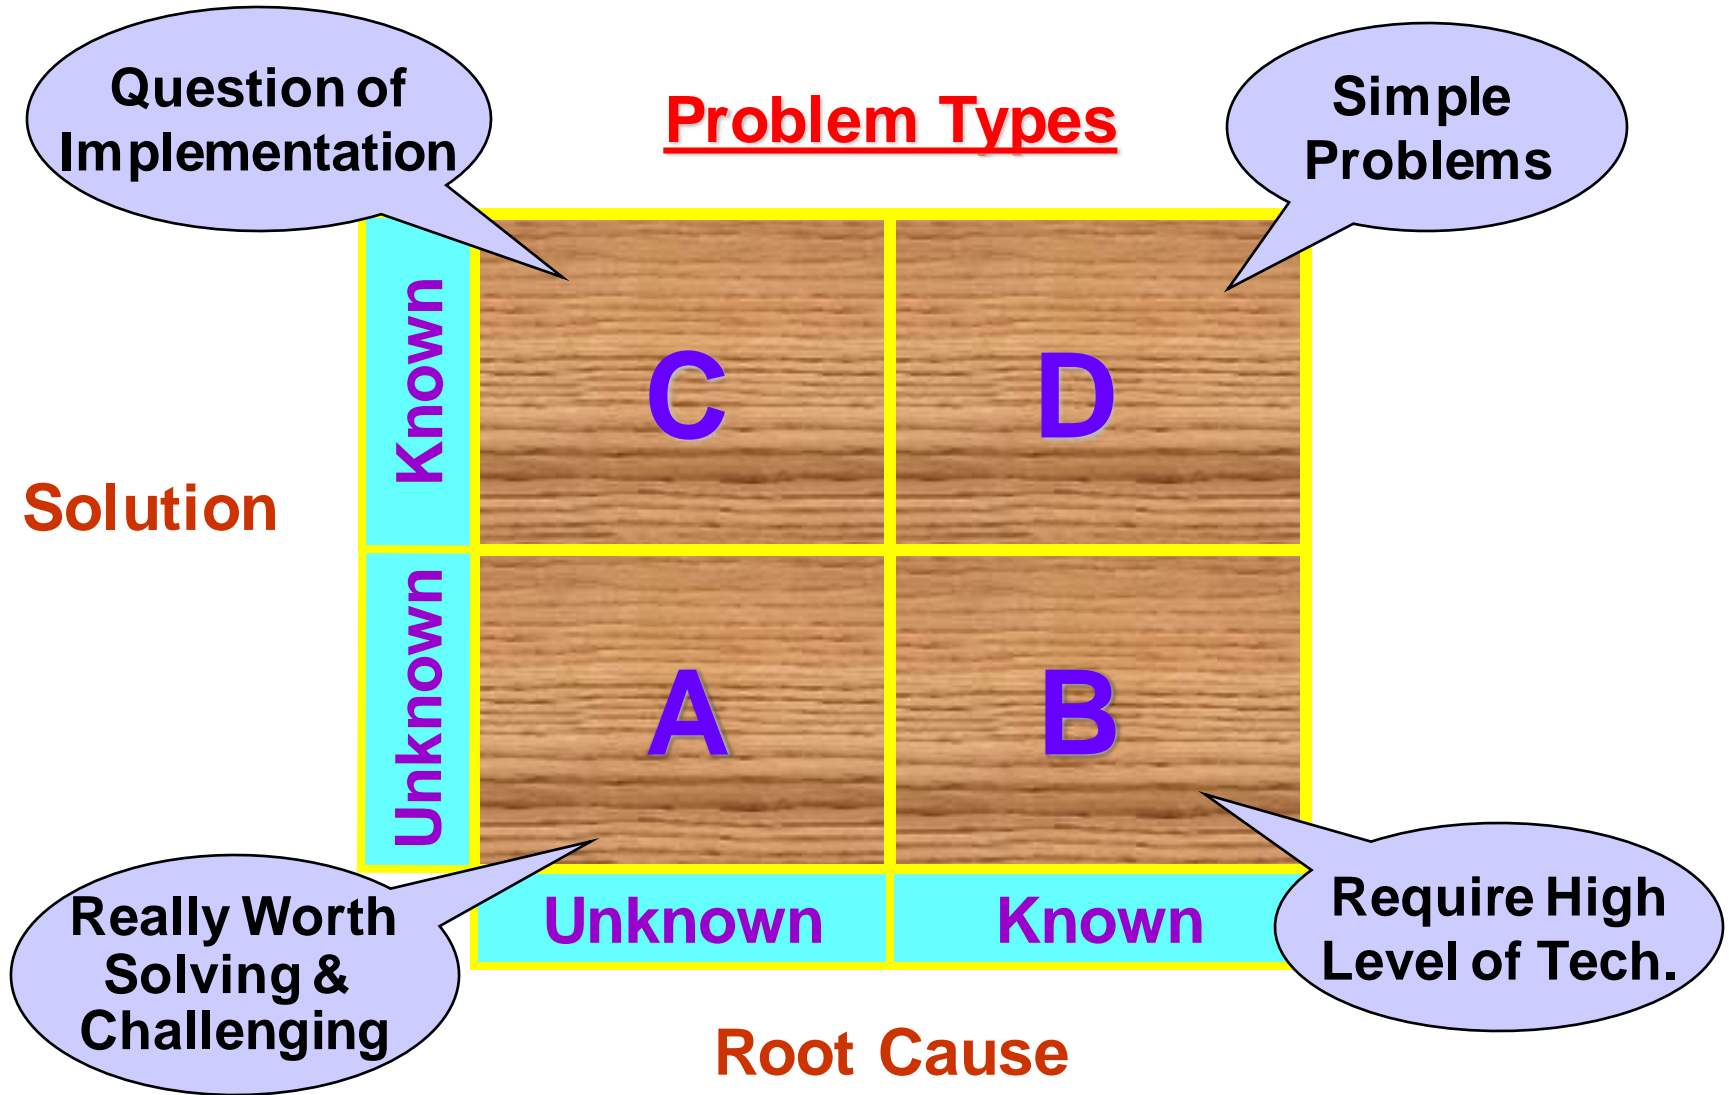 Question of
Implementation
Problem Types
Simple
Problems
Known
C
D
Solution
Unknown
A
B
Unknown
Known
Really Worth
Solving &
Challenging
Require High
Level of Tech.
Root Cause